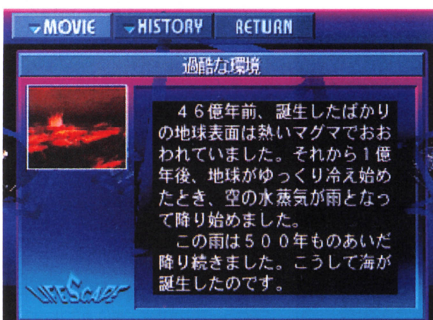 MOVIE HISTORY RETURN
過酷な環境
４６億年前、誕生したばかり
の地球表面は熱いマグマでおお
われていました。それから１億
年後、地球がゆっくり冷え始め
たとき、空の水蒸気が雨となっ
て降り始めました。
この雨は５００年ものあいだ
降り続きました。こうして海が
誕生したのです。
LIFESCAPE